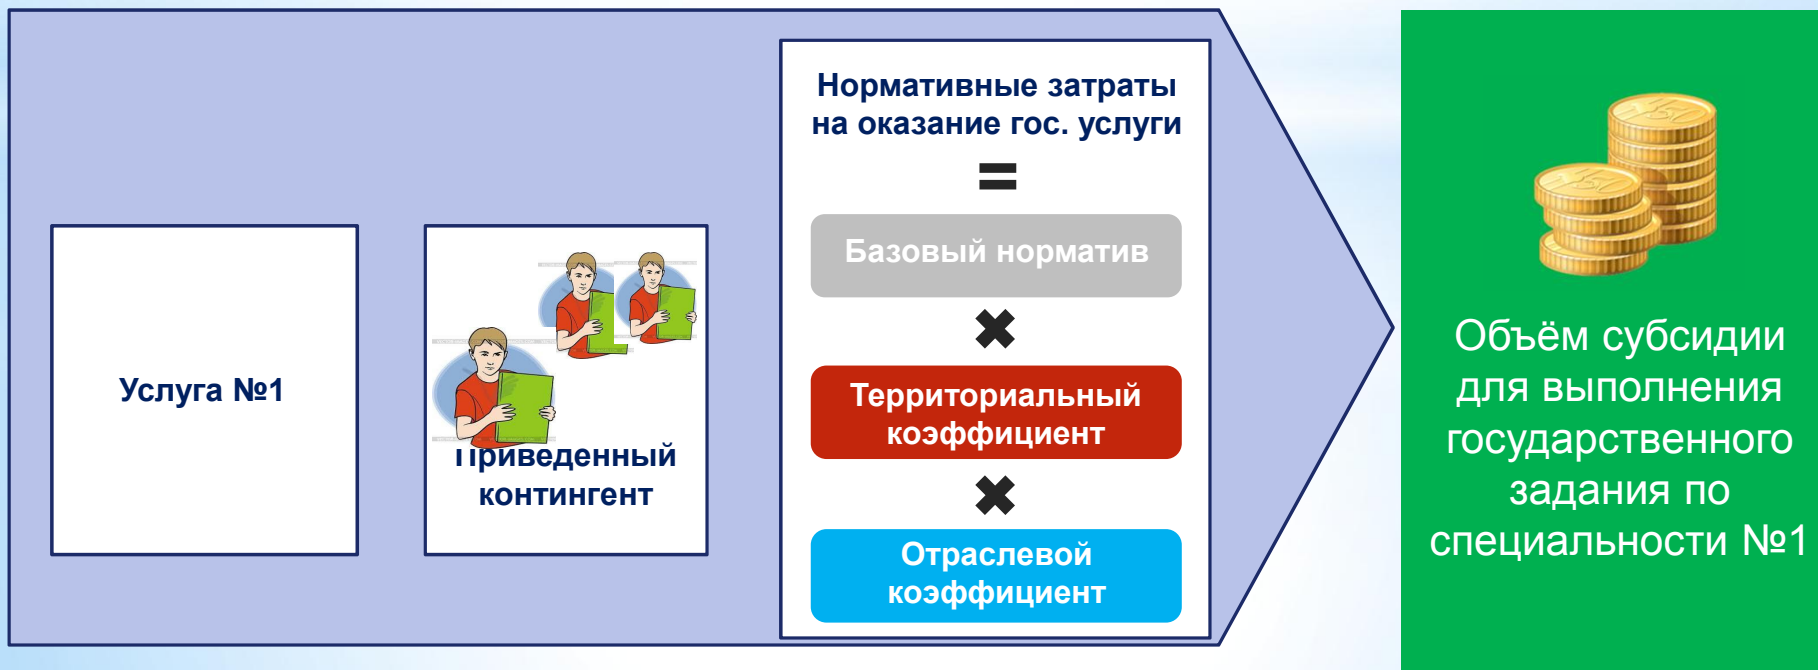 Услуга №1
Приведенный
контингент
Нормативные затраты
на оказание гос. услуги
=
Базовый норматив
✖
Территориальный
коэффициент
✖
Отраслевой
коэффициент
Объём субсидии
для выполнения
государственного
задания по
специальности №1